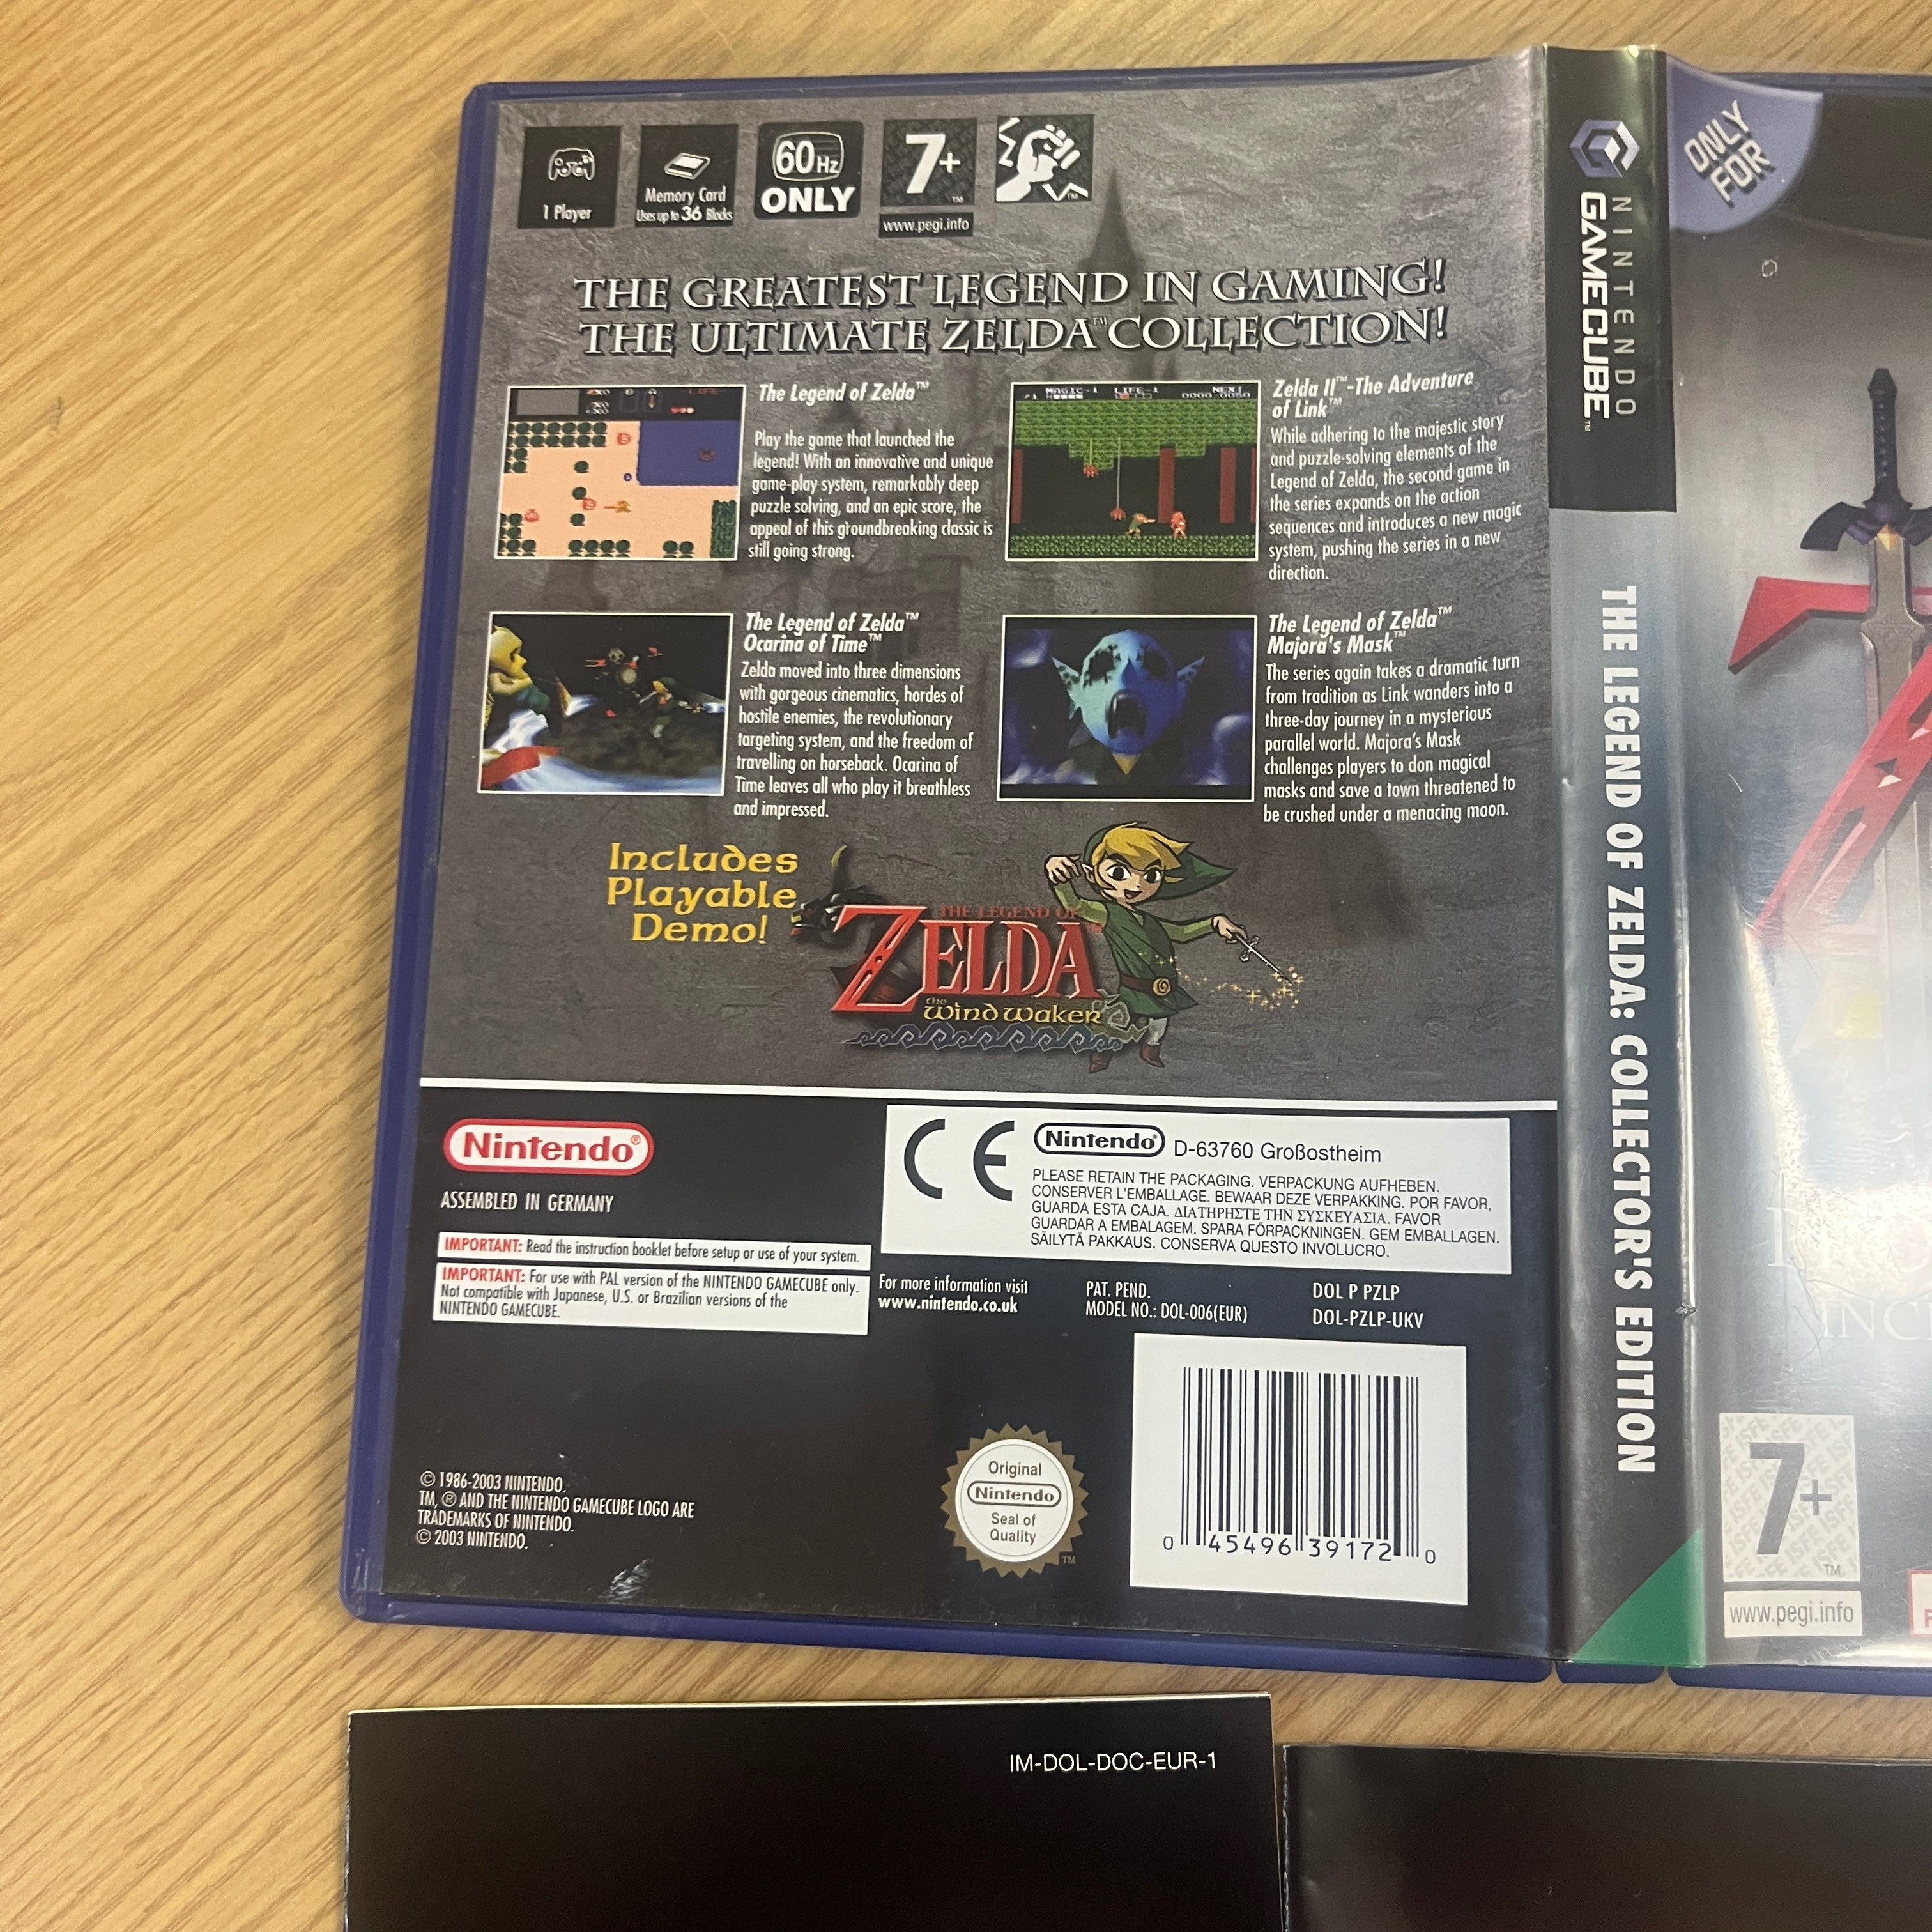 1 Player
Memory Card
Uses up to 36 Blocks
60Hz
ONLY
7+
TM
www.pegi.info
TM
THE GREATEST LEGEND IN GAMING!
THE ULTIMATE ZELDA™ COLLECTION!
The Legend of Zelda™
Play the game that launched the
legend! With an innovative and unique
game-play system, remarkably deep
puzzle solving, and an epic score, the
appeal of this groundbreaking classic is
still going strong.
MAGIC-1 LIFE-1 NEXT
Zelda II™-The Adventure
of Link™
While adhering to the majestic story
and puzzle-solving elements of the
Legend of Zelda, the second game in
the series expands on the action
sequences and introduces a new magic
system, pushing the series in a new
direction.
The Legend of Zelda™
Ocarina of Time™
Zelda moved into three dimensions
with gorgeous cinematics, hordes of
hostile enemies, the revolutionary
targeting system, and the freedom of
travelling on horseback. Ocarina of
Time leaves all who play it breathless
and impressed.
The Legend of Zelda™
Majora's Mask™
The series again takes a dramatic turn
from tradition as Link wanders into a
three-day journey in a mysterious
parallel world. Majora's Mask
challenges players to don magical
masks and save a town threatened to
be crushed under a menacing moon.
Includes
Playable
Demo!
THE LEGEND OF
ZELDA
the
Wind Waker
Nintendo®
ASSEMBLED IN GERMANY
IMPORTANT: Read the instruction booklet before setup or use of your system.
IMPORTANT: For use with PAL version of the NINTENDO GAMECUBE only.
Not compatible with Japanese, U.S. or Brazilian versions of the
NINTENDO GAMECUBE.
CE
Nintendo® D-63760 Großostheim
PLEASE RETAIN THE PACKAGING. VERPACKUNG AUFHEBEN.
CONSERVER L'EMBALLAGE. BEWAAR DEZE VERPAKKING. POR FAVOR,
GUARDA ESTA CAJA. ΔΙΑΤΗΡΗΣΤΕ ΤΗΝ ΣΥΣΚΕΥΑΣΙΑ. FAVOR
GUARDAR A EMBALAGEM. SPARA FÖRPACKNINGEN. GEM EMBALLAGEN.
SÄILYTÄ PAKKAUS. CONSERVA QUESTO INVOLUCRO.
For more information visit
www.nintendo.co.uk
PAT. PEND.
MODEL NO.: DOL-006(EUR)
DOL P PZLP
DOL-PZLP-UKV
© 1986-2003 NINTENDO.
TM, ® AND THE NINTENDO GAMECUBE LOGO ARE
TRADEMARKS OF NINTENDO.
© 2003 NINTENDO.
Original
Nintendo
Seal of
Quality
TM
0 45496 39172 0
NINTENDO
GAMECUBE™
THE LEGEND OF ZELDA: COLLECTOR'S EDITION
ONLY
FOR
INC
7+
TM
www.pegi.info
IM-DOL-DOC-EUR-1